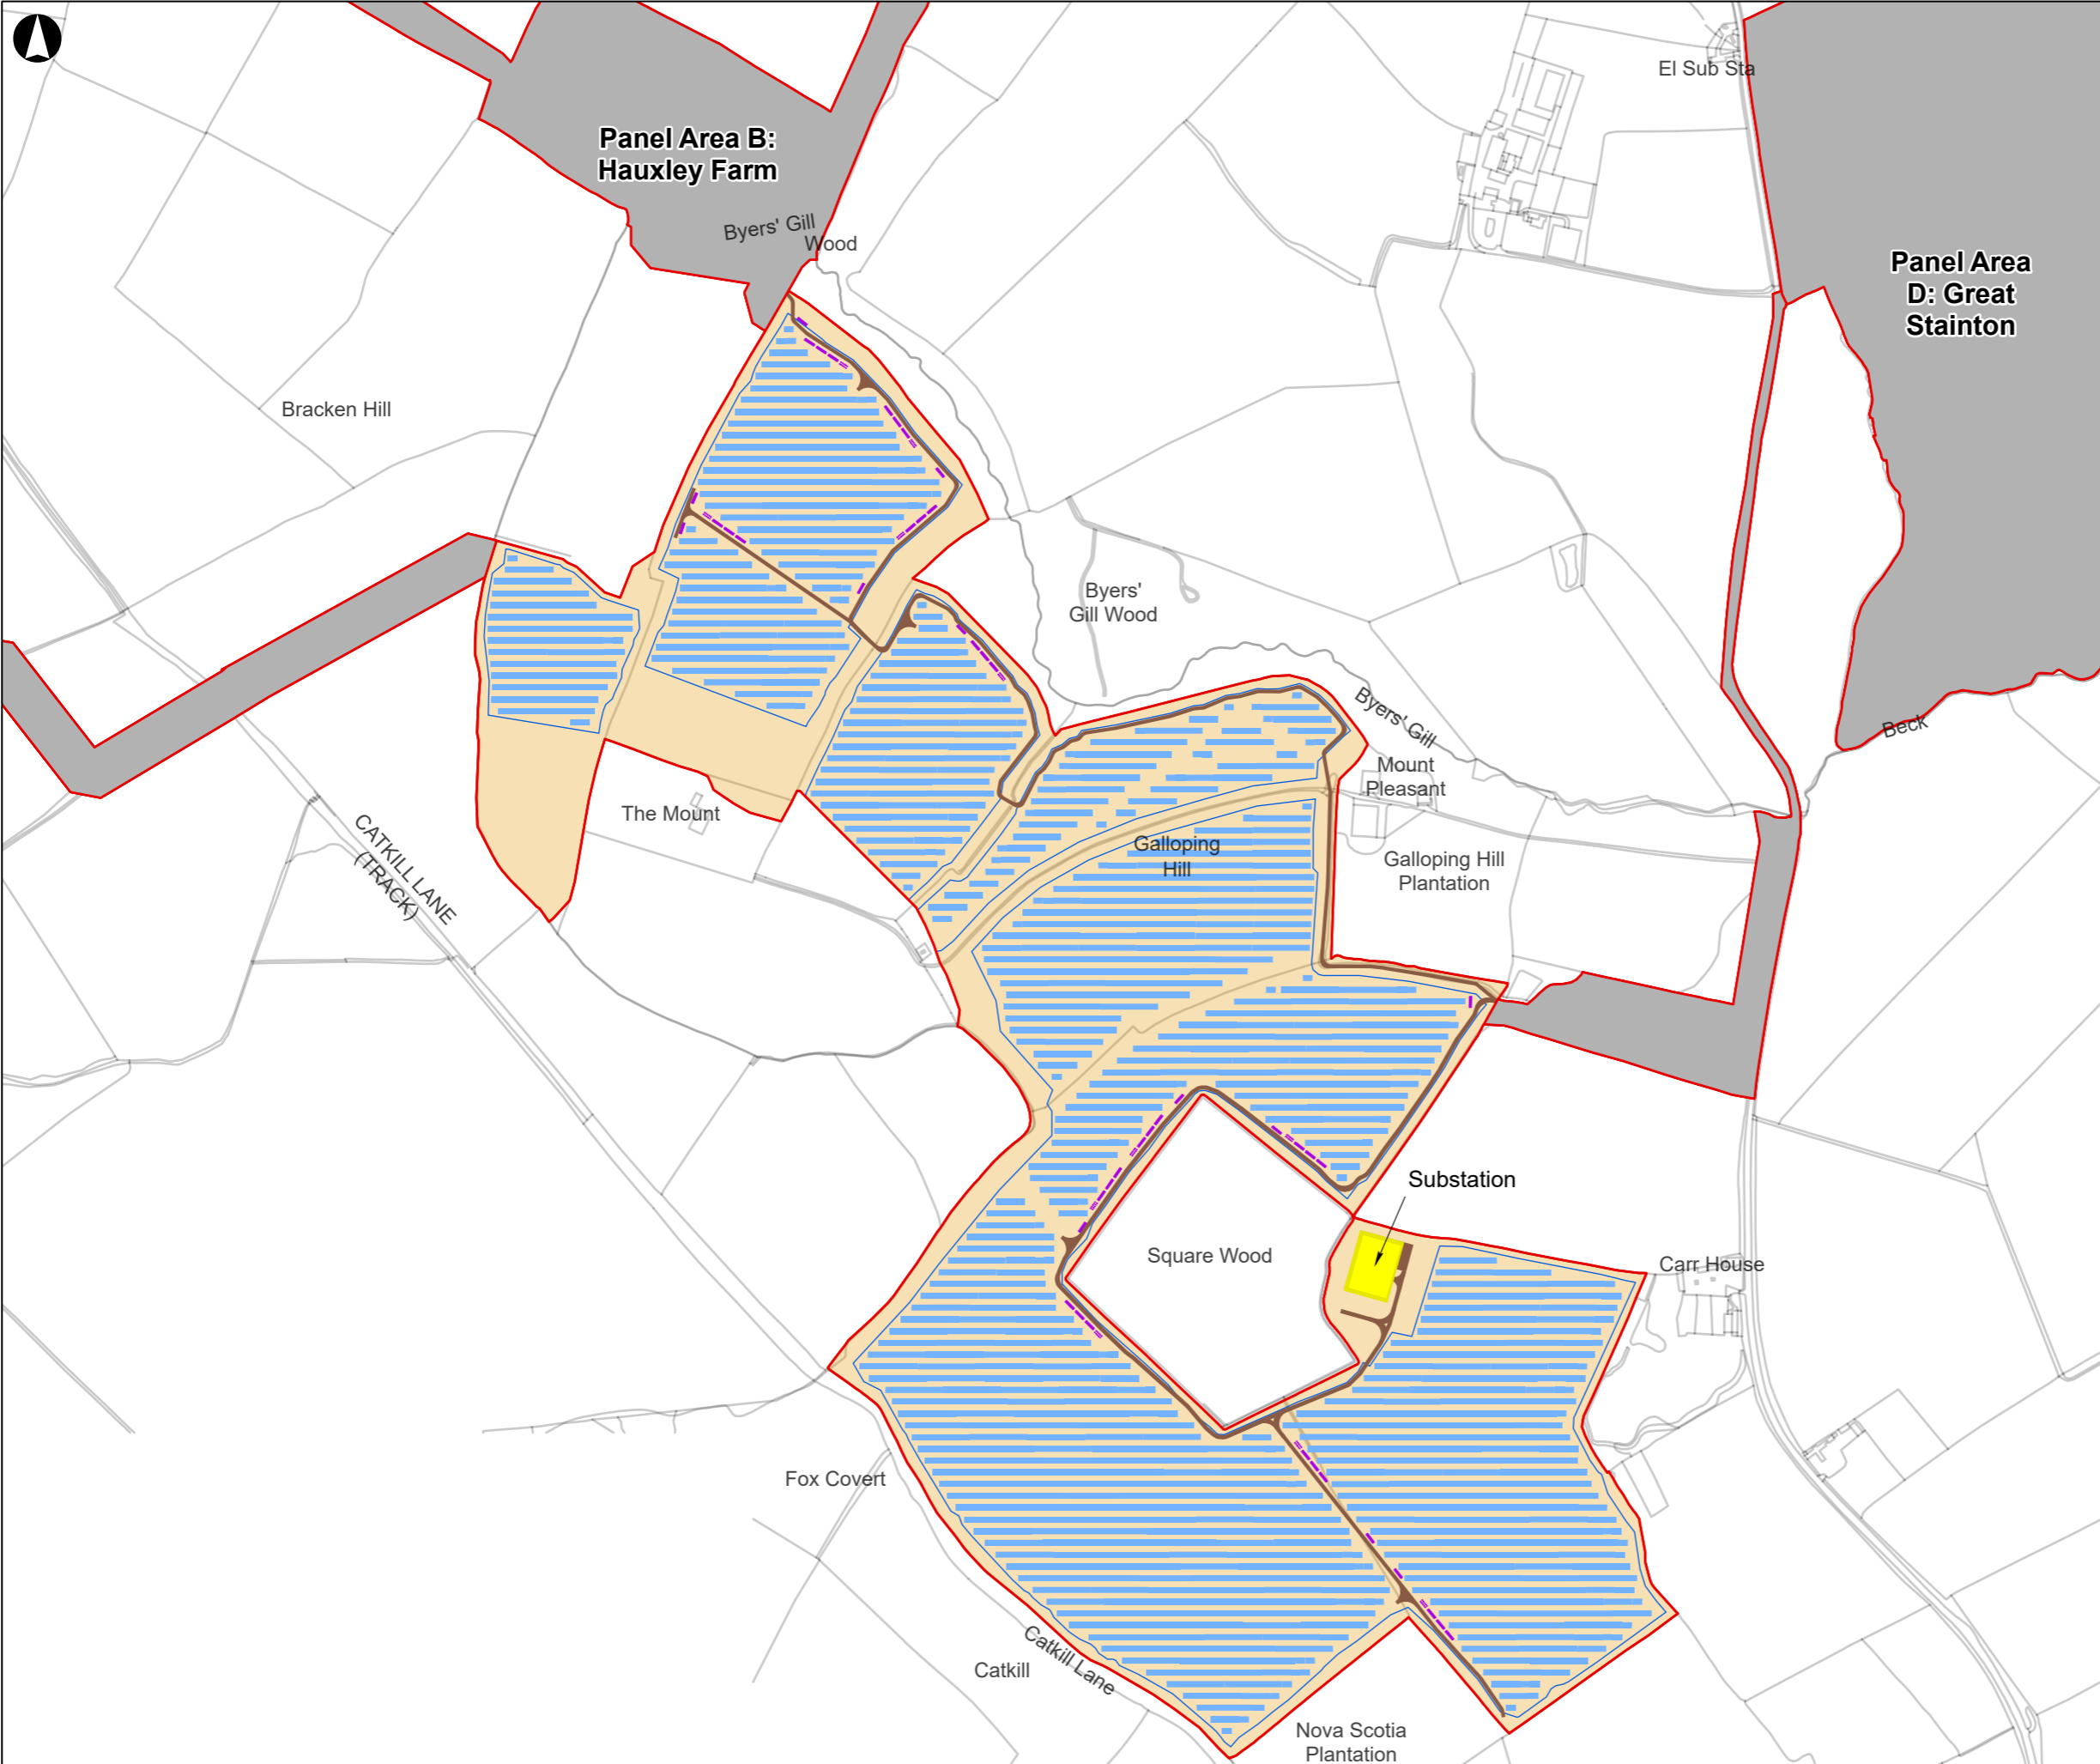 El Sub Sta
Panel Area B:
Hauxley Farm
Byers' Gill
Wood
Panel Area
D: Great
Stainton
Bracken Hill
Byers'
Gill Wood
Byers' Gill
Beck
Mount
Pleasant
The Mount
CATKILL LANE
(TRACK)
Galloping
Hill
Galloping Hill
Plantation
Substation
Square Wood
Carr House
Fox Covert
Catkill Lane
Catkill
Nova Scotia
Plantation